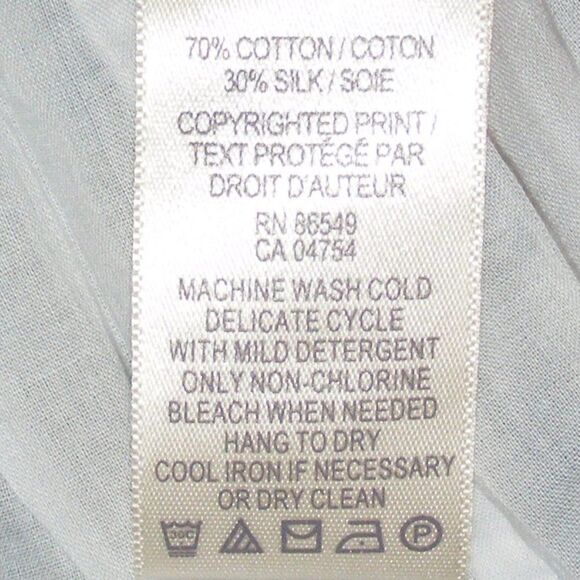 70% COTTON / COTON
30% SILK / SOIE
COPYRIGHTED PRINT /
TEXT PROTÉGÉ PAR
DROIT D'AUTEUR
RN 86549
CA 04754
MACHINE WASH COLD
DELICATE CYCLE
WITH MILD DETERGENT
ONLY NON-CHLORINE
BLEACH WHEN NEEDED
HANG TO DRY
COOL IRON IF NECESSARY
OR DRY CLEAN
30C P